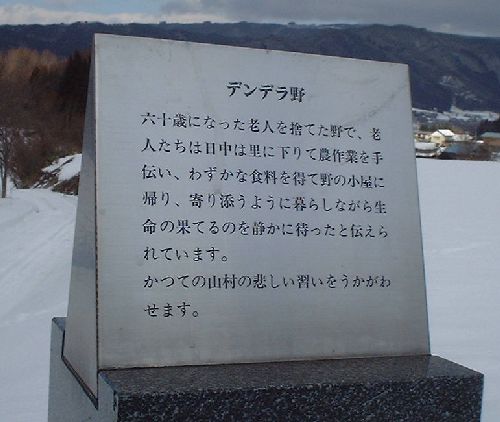 デンデラ野
六十歳になった老人を捨てた野で、老
人たちは日中は里に下りて農作業を手
伝い、わずかな食料を得て野の小屋に
帰り、寄り添うように暮らしながら生
命の果てるのを静かに待ったと伝えら
れています。
かつての山村の悲しい習いをうかがわ
せます。